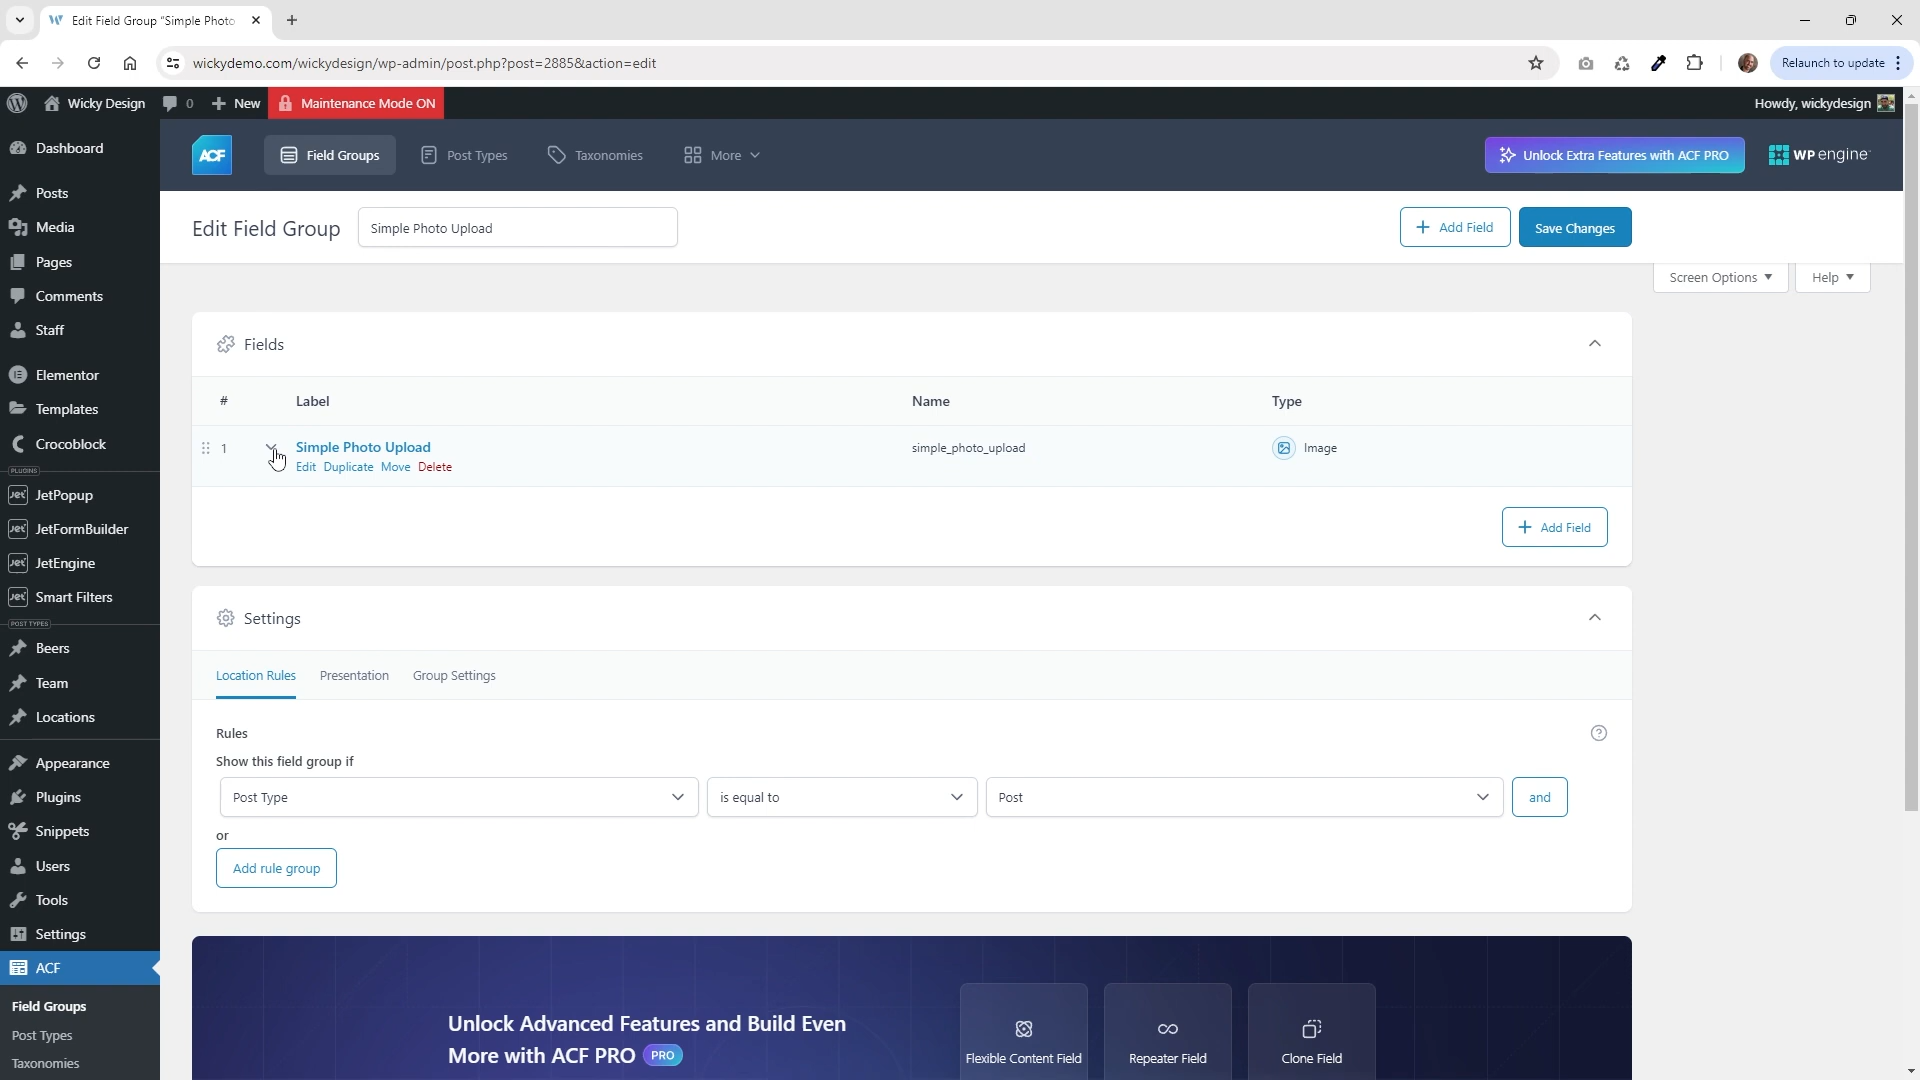 Edit Field Group "Simple Photo
wickydemo.com/wickydesign/wp-admin/post.php?post=2885&action=edit
Relaunch to update
Wicky Design
0
New
Maintenance Mode ON
Howdy, wickydesign
ACF
Field Groups
Post Types
Taxonomies
More
Unlock Extra Features with ACF PRO
WP engine
Edit Field Group
Simple Photo Upload
Add Field
Save Changes
Screen Options
Help
Dashboard
Posts
Media
Pages
Comments
Staff
Elementor
Templates
Crocoblock
PLUGINS
Jet JetPopup
Jet JetFormBuilder
Jet JetEngine
Jet Smart Filters
POST TYPES
Beers
Team
Locations
Appearance
Plugins
Snippets
Users
Tools
Settings
ACF
Field Groups
Post Types
Taxonomies
Fields
# Label Name Type
1 Simple Photo Upload simple_photo_upload Image
Edit Duplicate Move Delete
Add Field
Settings
Location Rules Presentation Group Settings
Rules
Show this field group if
Post Type is equal to Post and
or
Add rule group
Unlock Advanced Features and Build Even
More with ACF PRO PRO
Flexible Content Field
Repeater Field
Clone Field